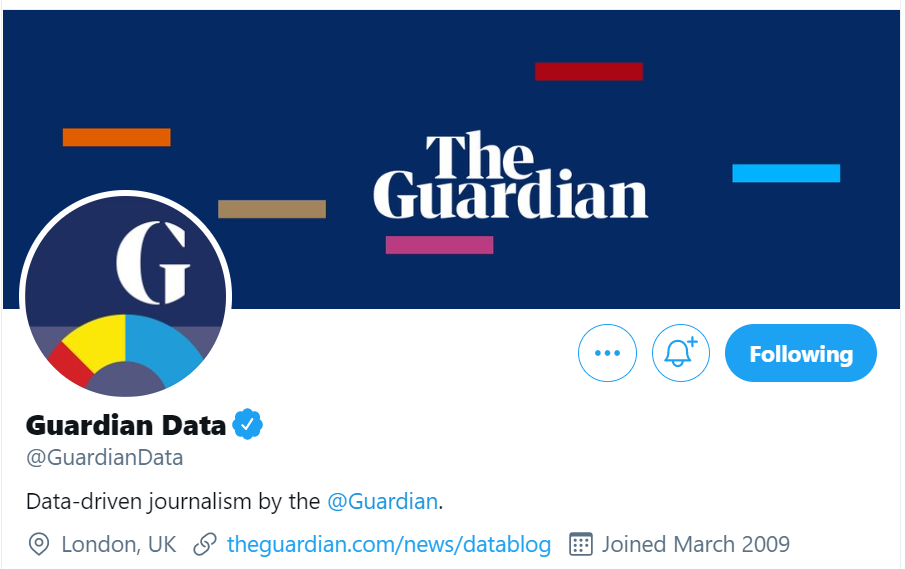 The
Guardian
G
Following
Guardian Data
@GuardianData
Data-driven journalism by the @Guardian.
London, UK theguardian.com/news/datablog Joined March 2009